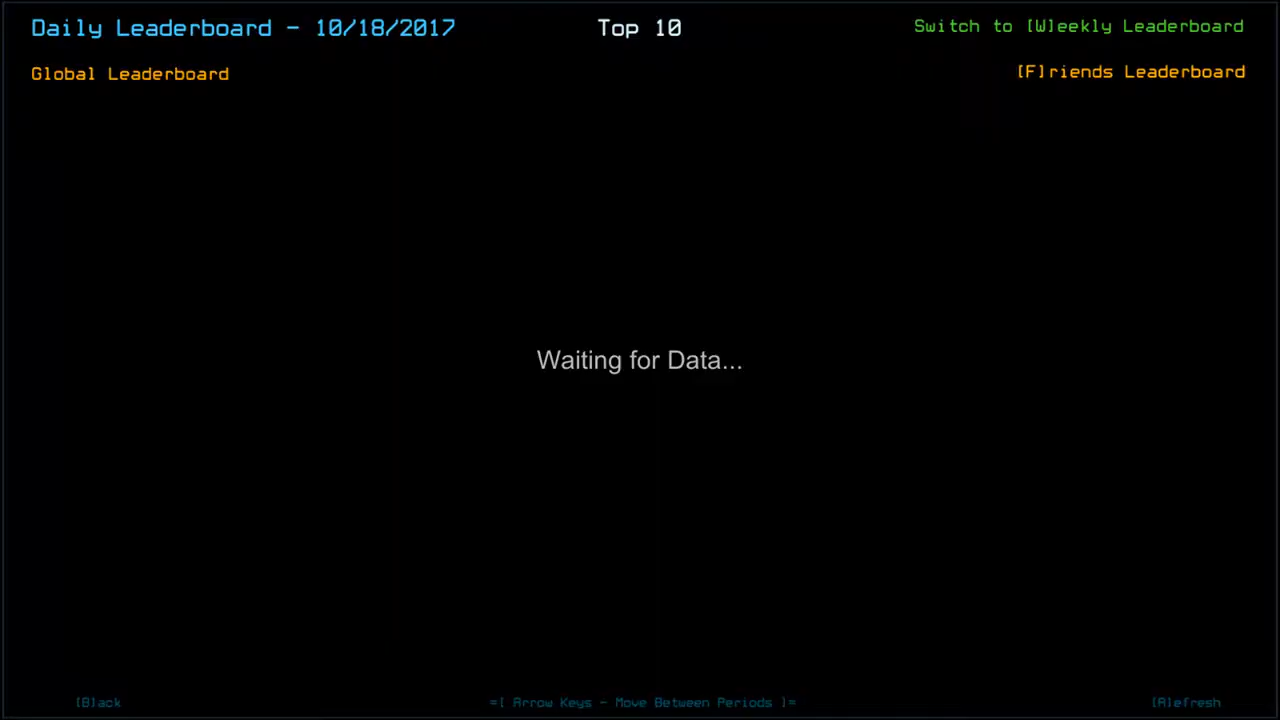 Daily Leaderboard - 10/18/2017
Top 10
Switch to [W]eekly Leaderboard
Global Leaderboard
[F]riends Leaderboard
Waiting for Data...
[B]ack
=[ Arrow Keys - Move Between Periods ]=
[R]efresh